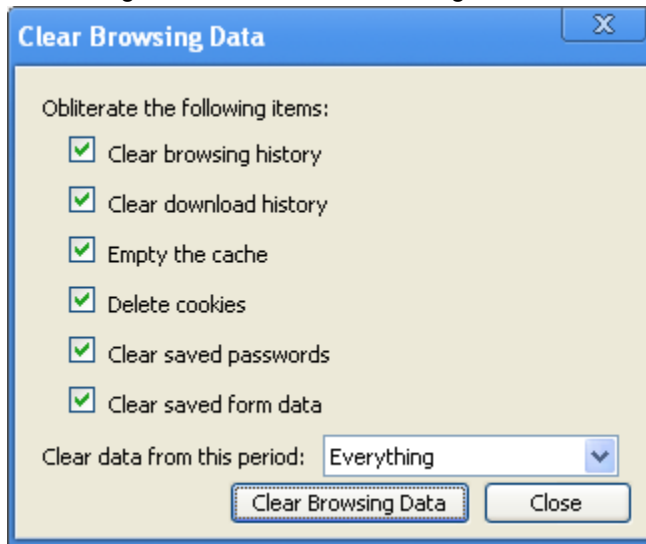 Clear Browsing Data
Obliterate the following items:
Clear browsing history
Clear download history
Empty the cache
Delete cookies
Clear saved passwords
Clear saved form data
Clear data from this period: Everything
Clear Browsing Data Close